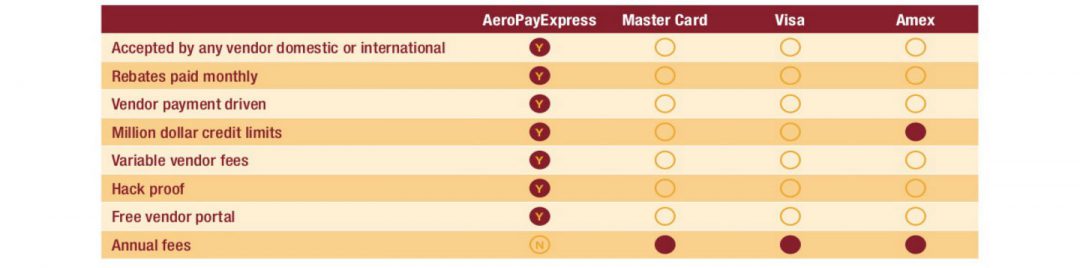 AeroPayExpress Master Card Visa Amex
Accepted by any vendor domestic or international Y
Rebates paid monthly Y
Vendor payment driven Y
Million dollar credit limits Y
Variable vendor fees Y
Hack proof Y
Free vendor portal Y
Annual fees N